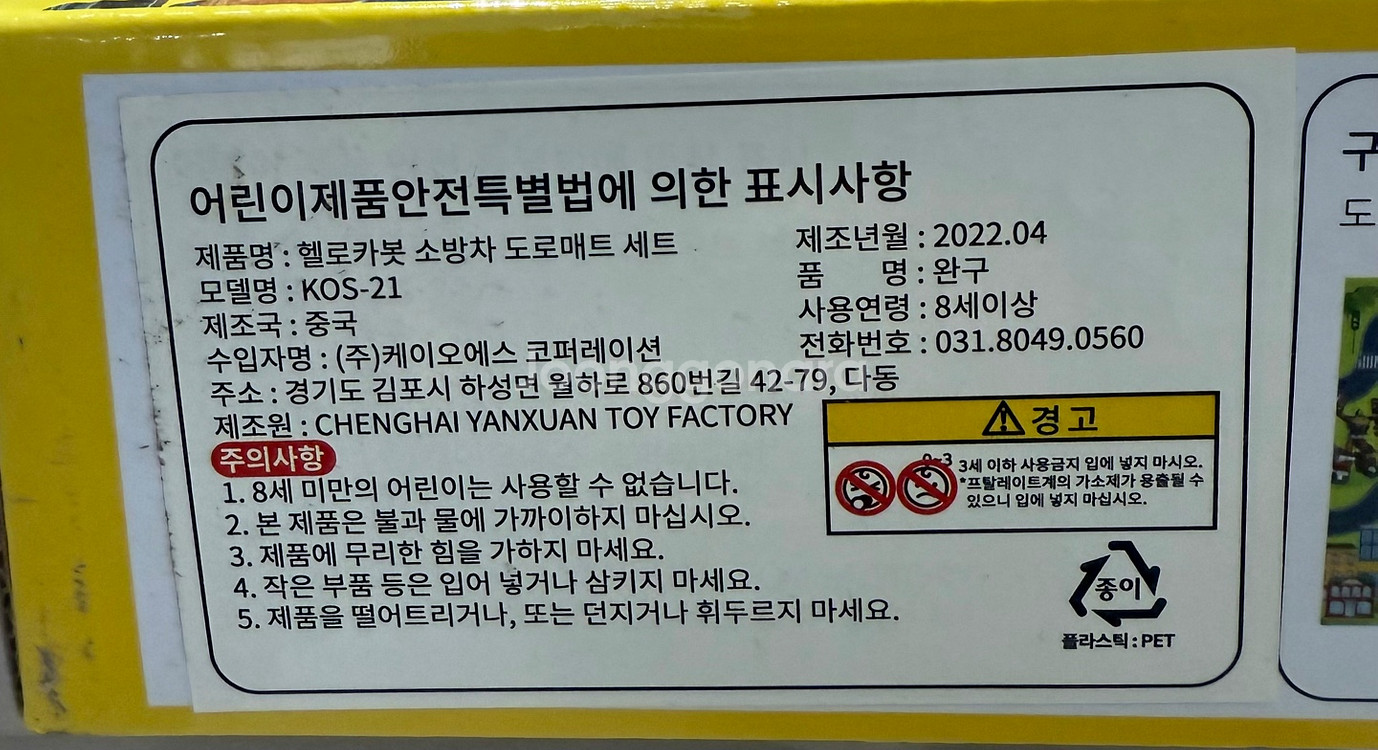 어린이제품안전특별법에 의한 표시사항
제품명 : 헬로카봇 소방차 도로매트 세트
제조년월 : 2022.04
모델명 : KOS-21
품 명 : 완구
제조국 : 중국
사용연령 : 8세이상
수입자명 : (주)케이오에스 코퍼레이션
전화번호 : 031.8049.0560
주소 : 경기도 김포시 하성면 월하로 860번길 42-79, 다동
제조원 : CHENGHAI YANXUAN TOY FACTORY
주의사항
1. 8세 미만의 어린이는 사용할 수 없습니다.
2. 본 제품은 불과 물에 가까이하지 마십시오.
3. 제품에 무리한 힘을 가하지 마세요.
4. 작은 부품 등은 입어 넣거나 삼키지 마세요.
5. 제품을 떨어트리거나, 또는 던지거나 휘두르지 마세요.
경고
0-3
3세 이하 사용금지 입에 넣지 마시오.
*프탈레이트계의 가소제가 용출될 수
있으니 입에 넣지 마십시오.
종이
플라스틱 : PET
구
도